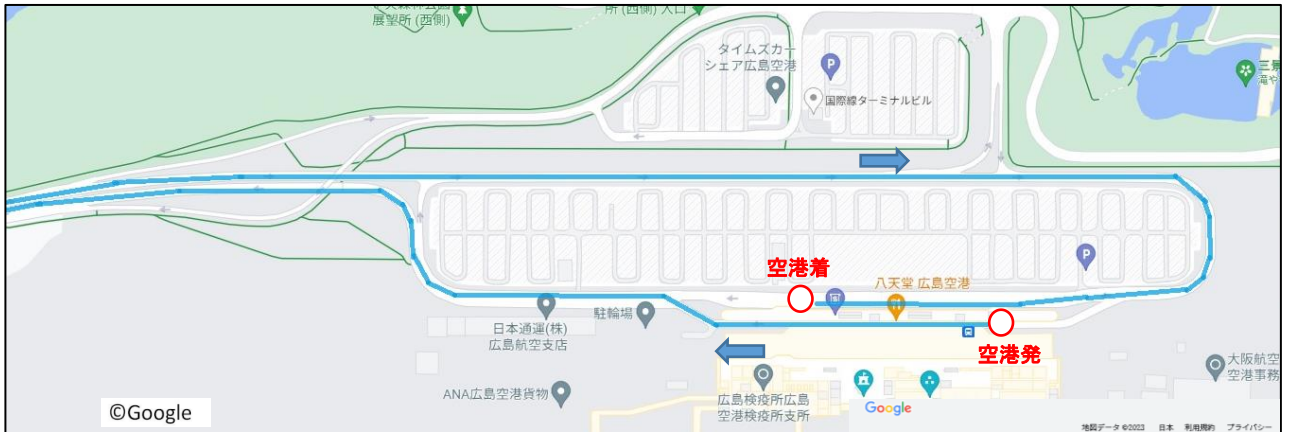 展望所 (西側)
所 (西側) 入口
タイムズカー
シェア広島空港
P
国際線ターミナルビル
三景
滝や
P
空港着
八天堂 広島空港
空港発
日本通運(株)
広島航空支店
駐輪場
ANA広島空港貨物
広島検疫所広島
空港検疫所支所
大阪航空
空港事務
Google
©Google
地図データ ©2023 日本 利用規約 プライバシー